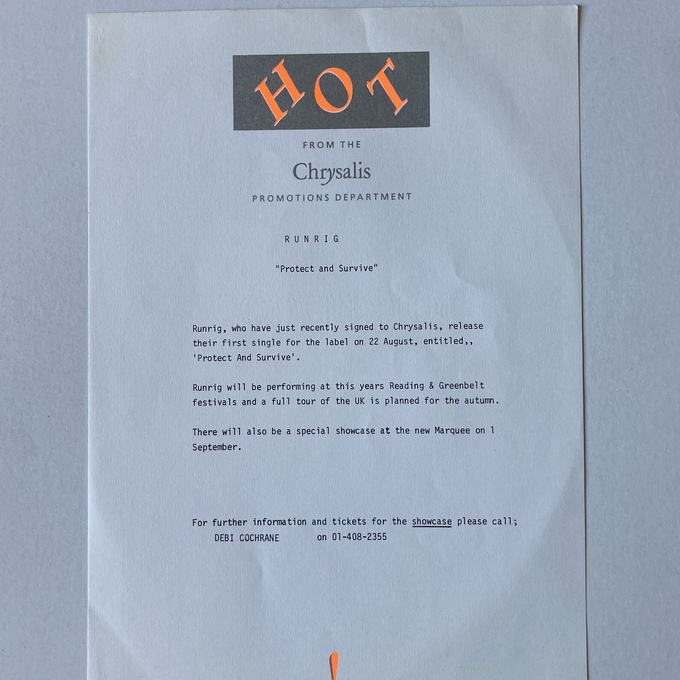 HOT
FROM THE
Chrysalis
PROMOTIONS DEPARTMENT
RUNRIG
"Protect and Survive"
Runrig, who have just recently signed to Chrysalis, release
their first single for the label on 22 August, entitled,,
'Protect And Survive'.
Runrig will be performing at this years Reading & Greenbelt
festivals and a full tour of the UK is planned for the autumn.
There will also be a special showcase at the new Marquee on 1
September.
For further information and tickets for the showcase please call;
DEBI COCHRANE on 01-408-2355